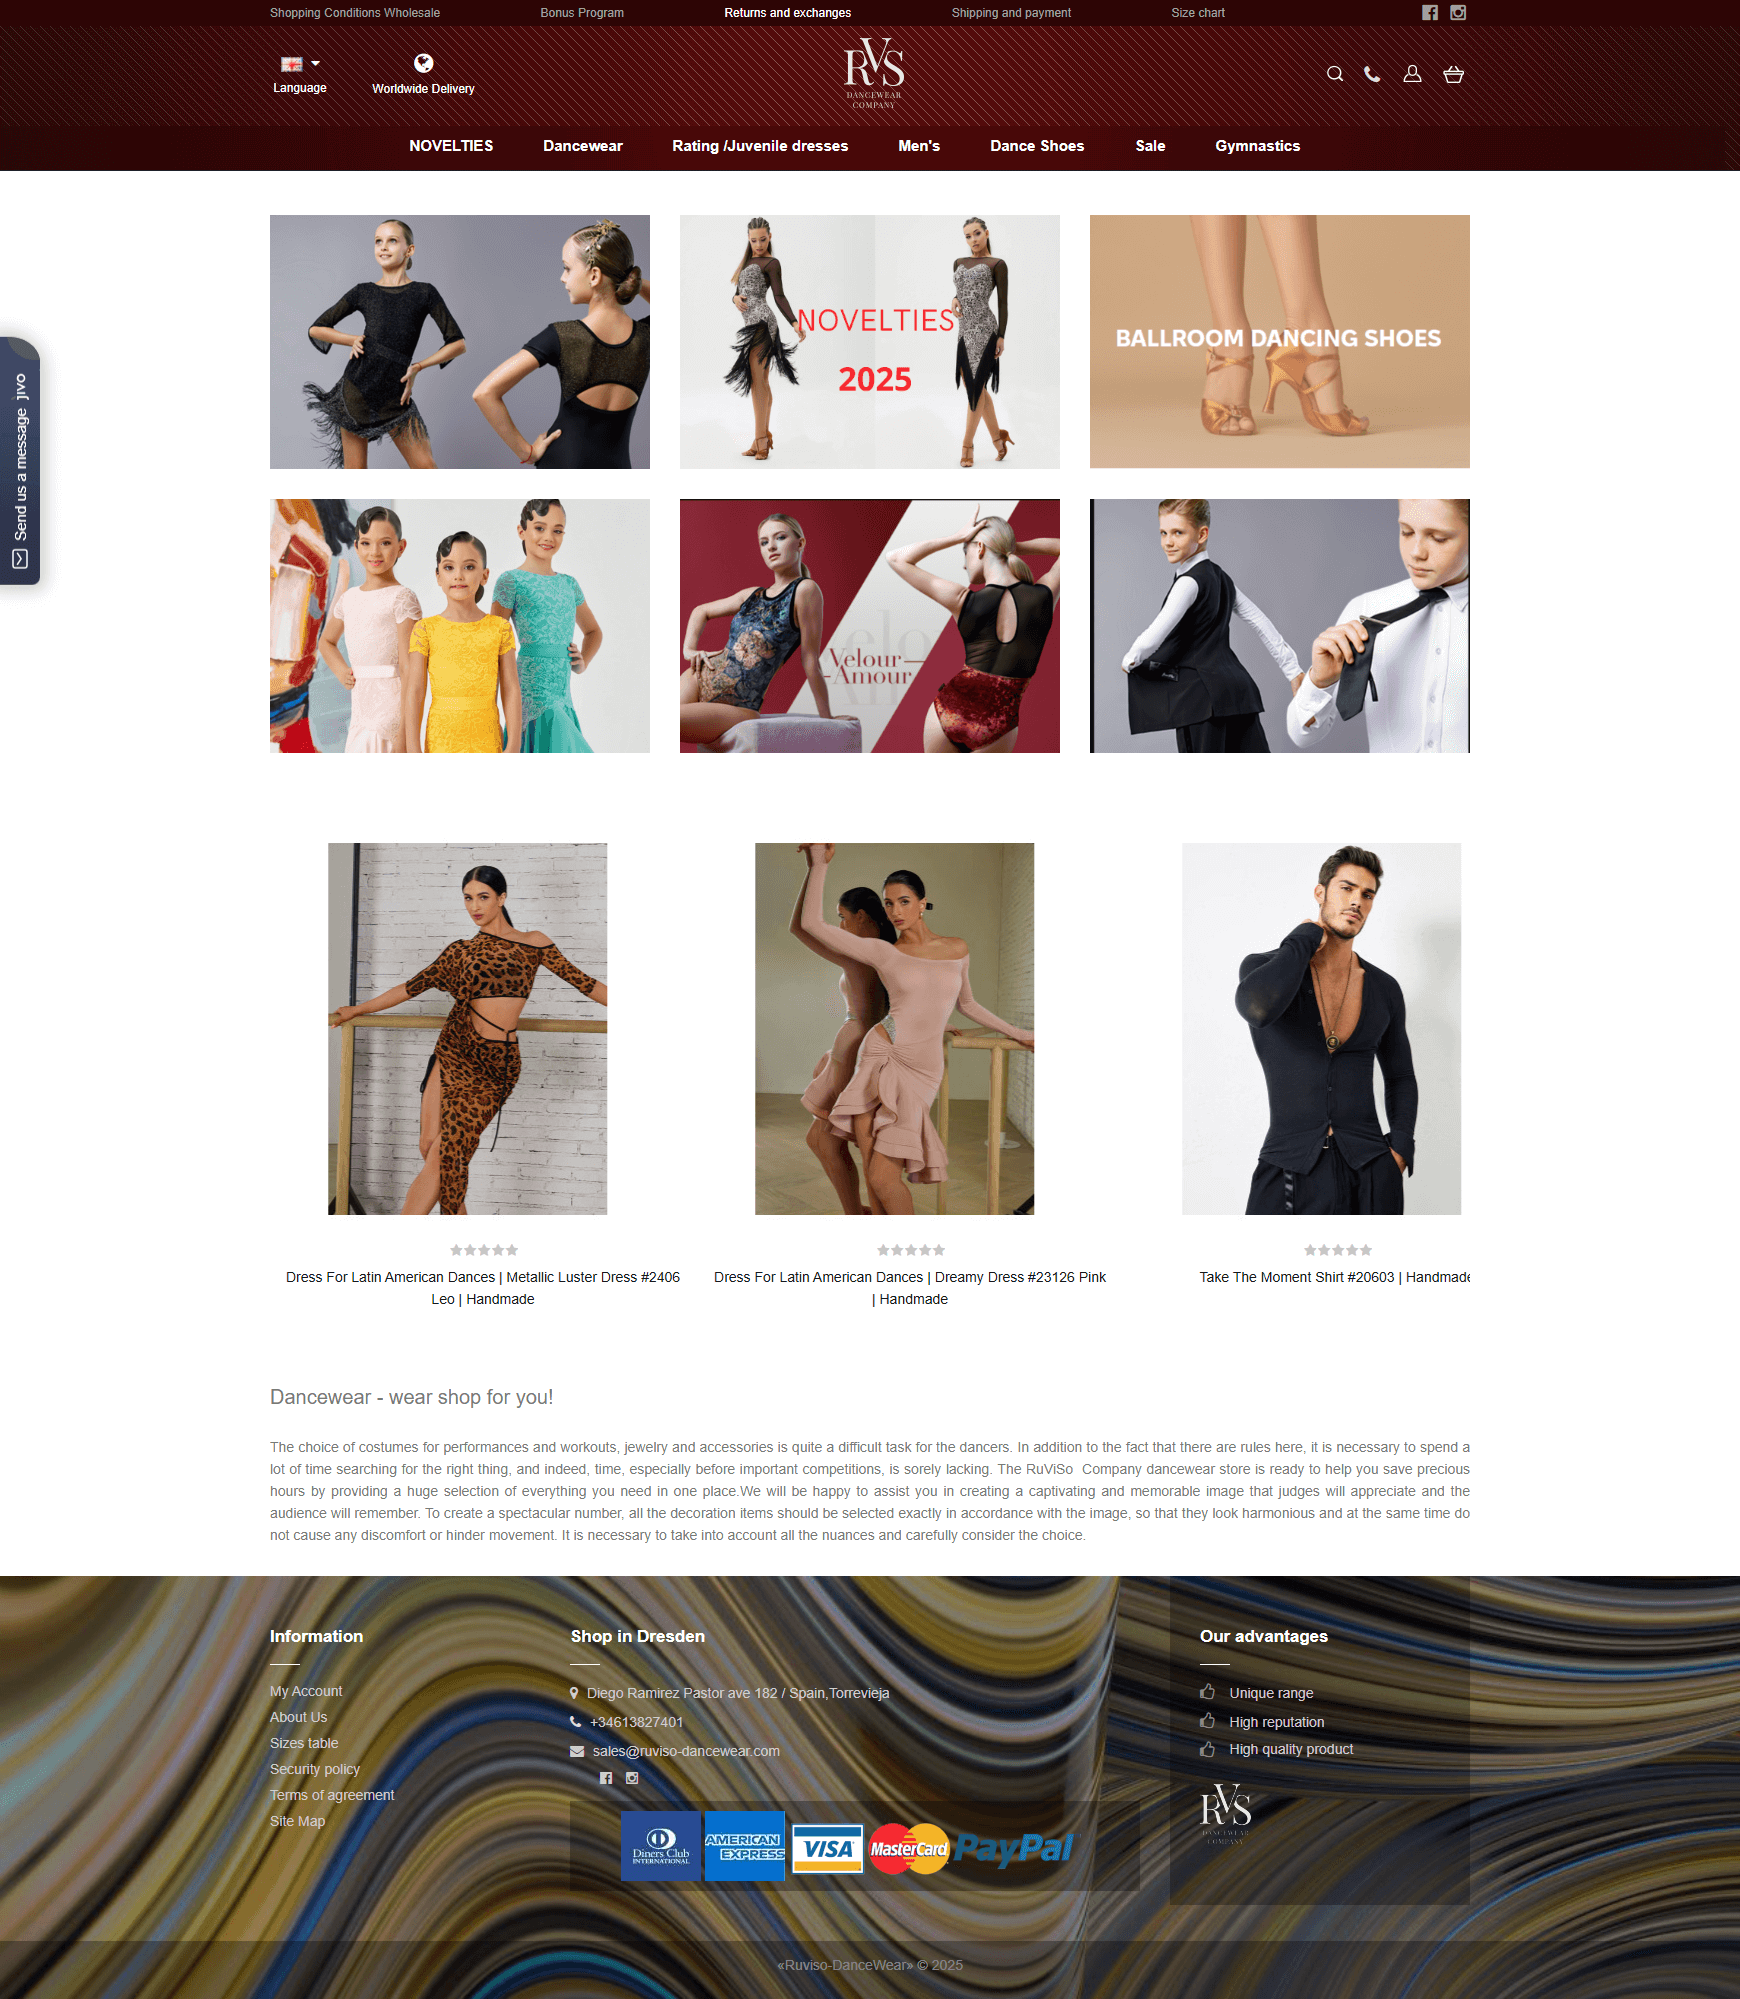 Shopping Conditions Wholesale
Bonus Program
Returns and exchanges
Shipping and payment
Size chart
Language
Worldwide Delivery
RVS
DANCEWEAR
COMPANY
NOVELTIES
Dancewear
Rating /Juvenile dresses
Men's
Dance Shoes
Sale
Gymnastics
NOVELTIES
2025
BALLROOM DANCING SHOES
Send us a message jivo
Velour—
-Amour
Dress For Latin American Dances | Metallic Luster Dress #2406
Leo | Handmade
Dress For Latin American Dances | Dreamy Dress #23126 Pink
| Handmade
Take The Moment Shirt #20603 | Handmade
Dancewear - wear shop for you!
The choice of costumes for performances and workouts, jewelry and accessories is quite a difficult task for the dancers. In addition to the fact that there are rules here, it is necessary to spend a
lot of time searching for the right thing, and indeed, time, especially before important competitions, is sorely lacking. The RuViSo  Company dancewear store is ready to help you save precious
hours by providing a huge selection of everything you need in one place.We will be happy to assist you in creating a captivating and memorable image that judges will appreciate and the
audience will remember. To create a spectacular number, all the decoration items should be selected exactly in accordance with the image, so that they look harmonious and at the same time do
not cause any discomfort or hinder movement. It is necessary to take into account all the nuances and carefully consider the choice.
Information
My Account
About Us
Sizes table
Security policy
Terms of agreement
Site Map
Shop in Dresden
Diego Ramirez Pastor ave 182 / Spain,Torrevieja
+34613827401
sales@ruviso-dancewear.com
Diners Club
INTERNATIONAL
AMERICAN
EXPRESS
VISA
MasterCard
PayPal
Our advantages
Unique range
High reputation
High quality product
RVS
DANCEWEAR
COMPANY
«Ruviso-DanceWear» © 2025